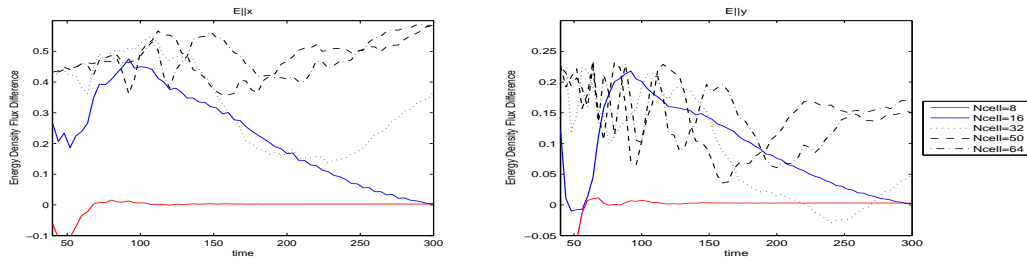 E||x
Energy Density Flux Difference
0.5
0.4
0.3
0.2
0.1
0
−0.1
50 100 150 200 250 300
time
E||y
Energy Density Flux Difference
0.25
0.2
0.15
0.1
0.05
0
−0.05
50 100 150 200 250 300
time
Ncell=8
Ncell=16
Ncell=32
Ncell=50
Ncell=64